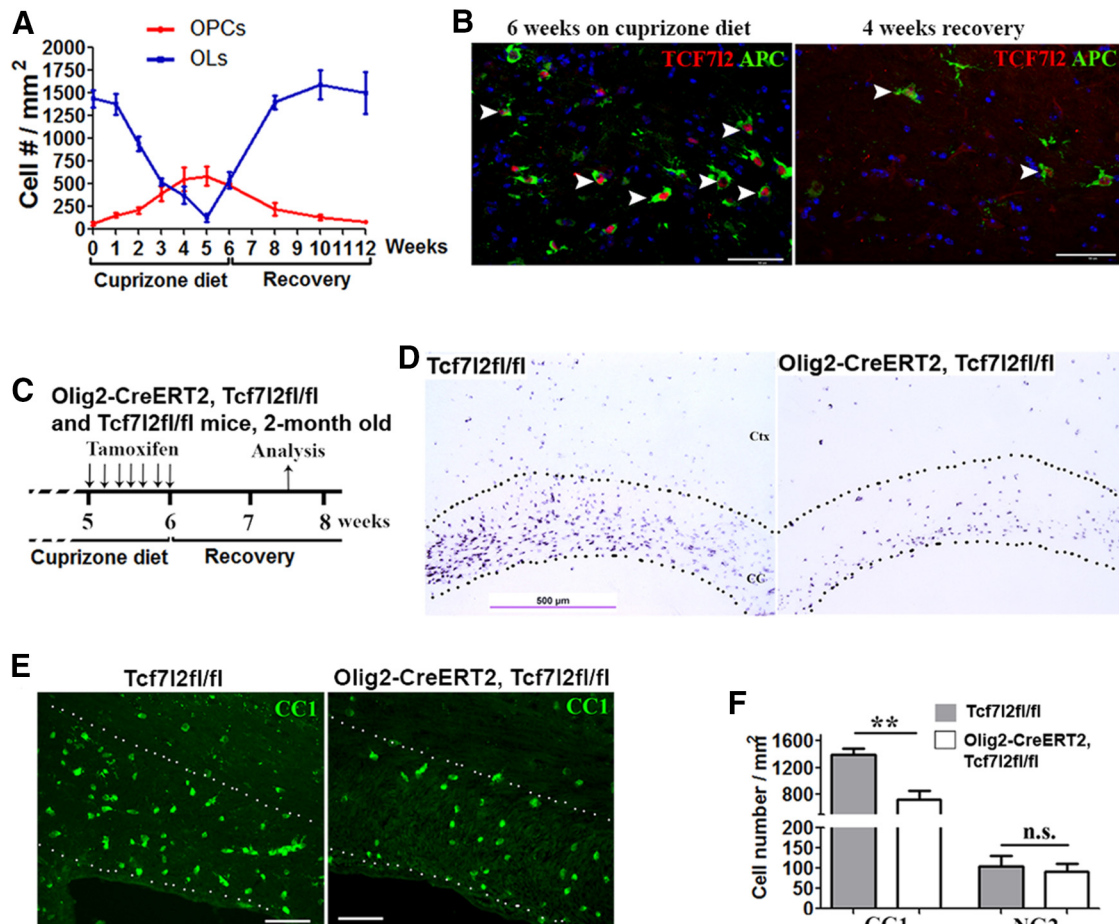 A
OPCs
OLs
Cell # / mm2
2000
1750
1500
1250
1000
750
500
250
0
0 1 2 3 4 5 6 7 8 9 10 11 12 Weeks
Cuprizone diet
Recovery
B
6 weeks on cuprizone diet
4 weeks recovery
TCF7l2 APC
TCF7l2 APC
C
Olig2-CreERT2, Tcf7l2fl/fl
and Tcf7l2fl/fl mice, 2-month old
Tamoxifen
Analysis
5 6 7 8 weeks
Cuprizone diet
Recovery
D
Tcf7l2fl/fl
Olig2-CreERT2, Tcf7l2fl/fl
Ctx
CC
500 µm
E
Tcf7l2fl/fl
Olig2-CreERT2, Tcf7l2fl/fl
CC1
CC1
F
Tcf7l2fl/fl
Olig2-CreERT2,
Tcf7l2fl/fl
Cell number / mm2
1600
1200
800
200
150
100
50
0
**
n.s.
CC1
NG2